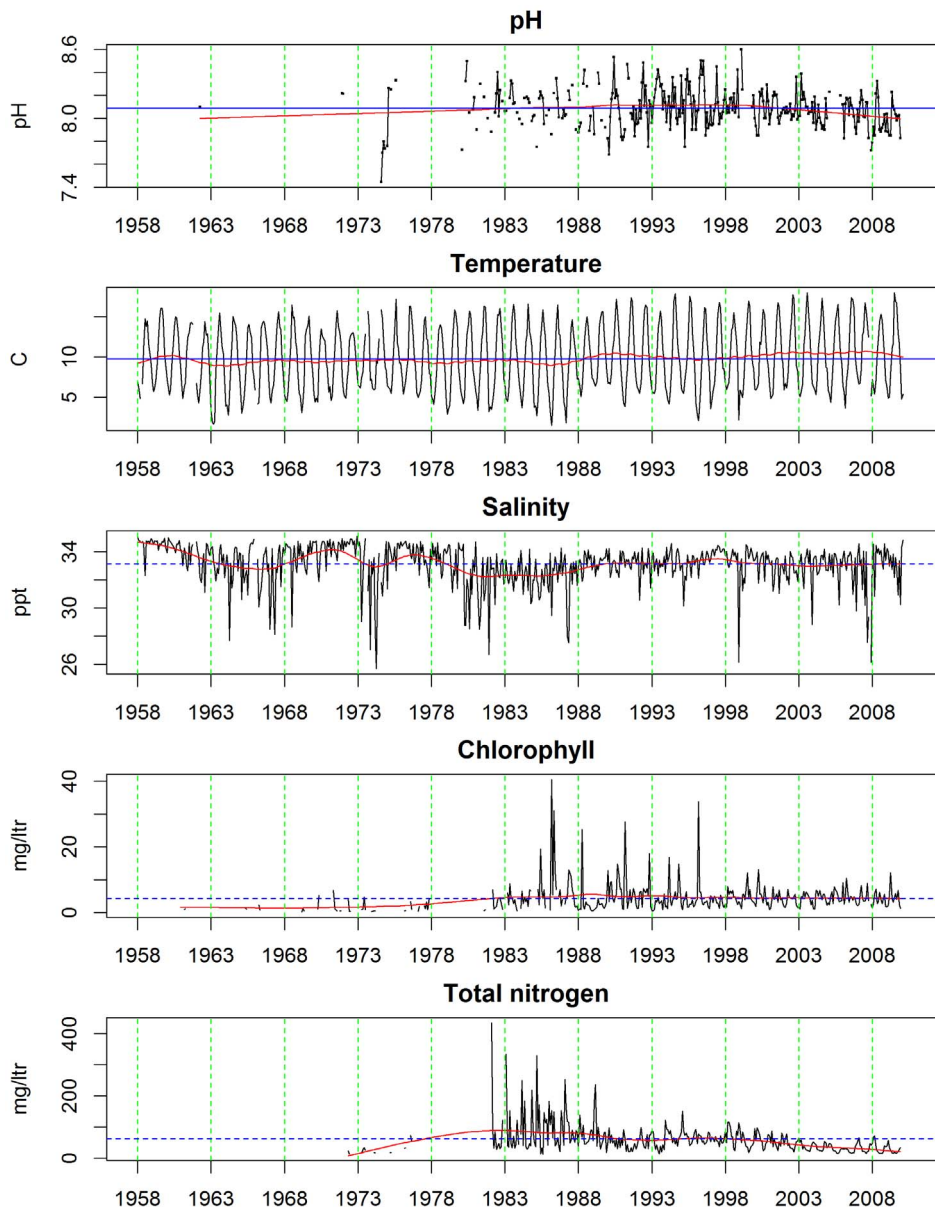 pH
8.6
8.0
7.4
pH
1958 1963 1968 1973 1978 1983 1988 1993 1998 2003 2008
Temperature
10
5
C
1958 1963 1968 1973 1978 1983 1988 1993 1998 2003 2008
Salinity
34
30
26
ppt
1958 1963 1968 1973 1978 1983 1988 1993 1998 2003 2008
Chlorophyll
40
20
0
mg/ltr
1958 1963 1968 1973 1978 1983 1988 1993 1998 2003 2008
Total nitrogen
400
200
0
mg/ltr
1958 1963 1968 1973 1978 1983 1988 1993 1998 2003 2008